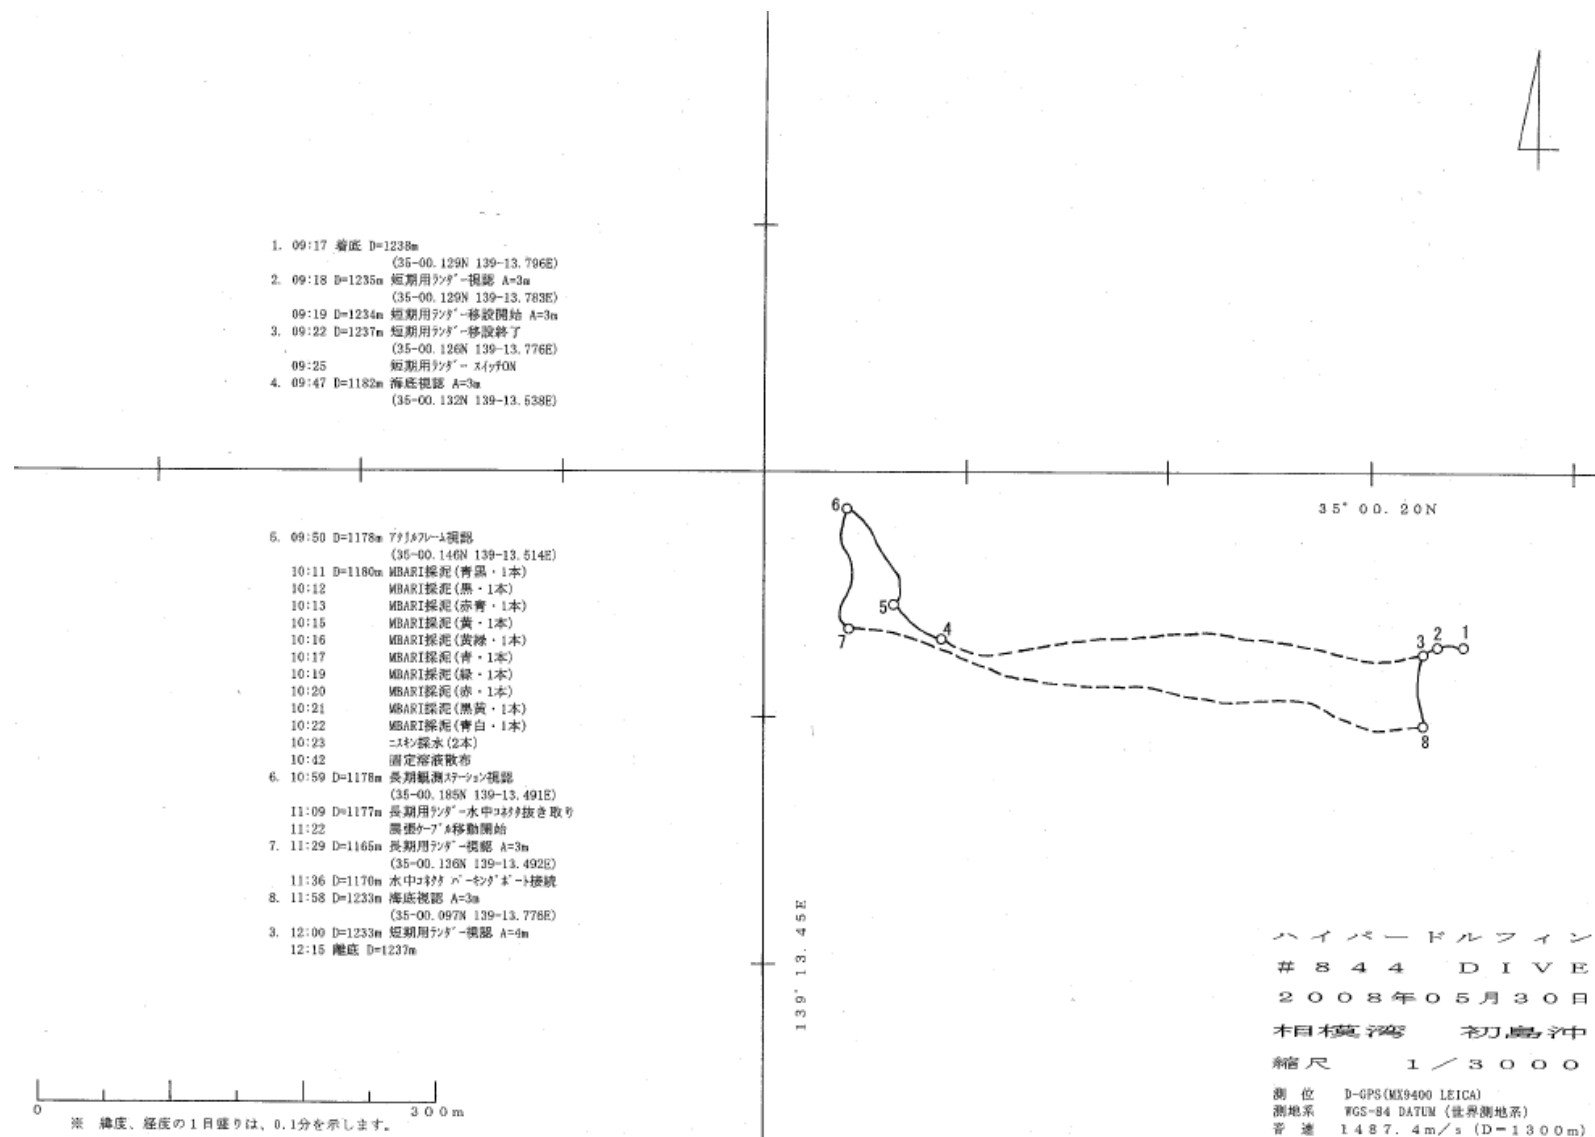 1. 09:17 着底 D=1238m
(35-00.129N 139-13.796E)
2. 09:18 D=1235m 短期用ランダー視認 A=3m
(35-00.129N 139-13.783E)
09:19 D=1234m 短期用ランダー移設開始 A=3m
3. 09:22 D=1237m 短期用ランダー移設終了
(35-00.126N 139-13.776E)
09:25 短期用ランダー スイッチON
4. 09:47 D=1182m 海底視認 A=3m
(35-00.132N 139-13.538E)
5. 09:50 D=1178m アクリルフレーム視認
(35-00.146N 139-13.514E)
10:11 D=1180m MBARI採泥(青黒・1本)
10:12 MBARI採泥(黒・1本)
10:13 MBARI採泥(赤青・1本)
10:15 MBARI採泥(黄・1本)
10:16 MBARI採泥(黄緑・1本)
10:17 MBARI採泥(青・1本)
10:19 MBARI採泥(緑・1本)
10:20 MBARI採泥(赤・1本)
10:21 MBARI採泥(黒黄・1本)
10:22 MBARI採泥(青白・1本)
10:23 ニスキン採水(2本)
10:42 固定溶液散布
6. 10:59 D=1178m 長期観測ステーション視認
(35-00.185N 139-13.491E)
11:09 D=1177m 長期用ランダー水中コネクタ抜き取り
11:22 展張ケーブル移動開始
7. 11:29 D=1165m 長期用ランダー視認 A=3m
(35-00.136N 139-13.492E)
11:36 D=1170m 水中コネクタ パーキングポート接続
8. 11:58 D=1233m 海底視認 A=3m
(35-00.097N 139-13.776E)
3. 12:00 D=1233m 短期用ランダー視認 A=4m
12:15 離底 D=1237m
35°00.20N
6
5
4
7
3
2
1
8
139°13.45E
ハイパードルフィン
#844 DIVE
2008年05月30日
相模湾 初島沖
縮尺 1/3000
測位 D-GPS(MX9400 LEICA)
測地系 WGS-84 DATUM (世界測地系)
音速 1487.4m/s (D=1300m)
0 300m
※ 緯度、経度の1目盛りは、0.1分を示します。